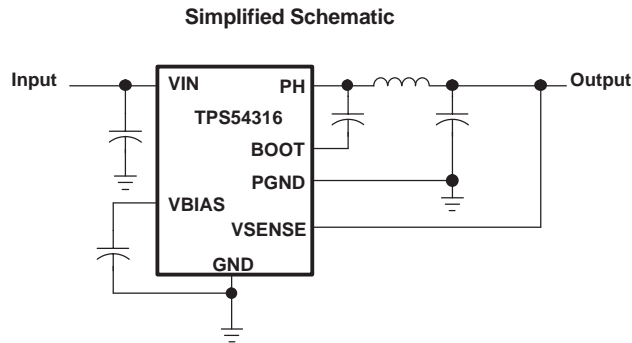 Simplified Schematic
Input
VIN
PH
Output
TPS54316
BOOT
PGND
VBIAS
VSENSE
GND